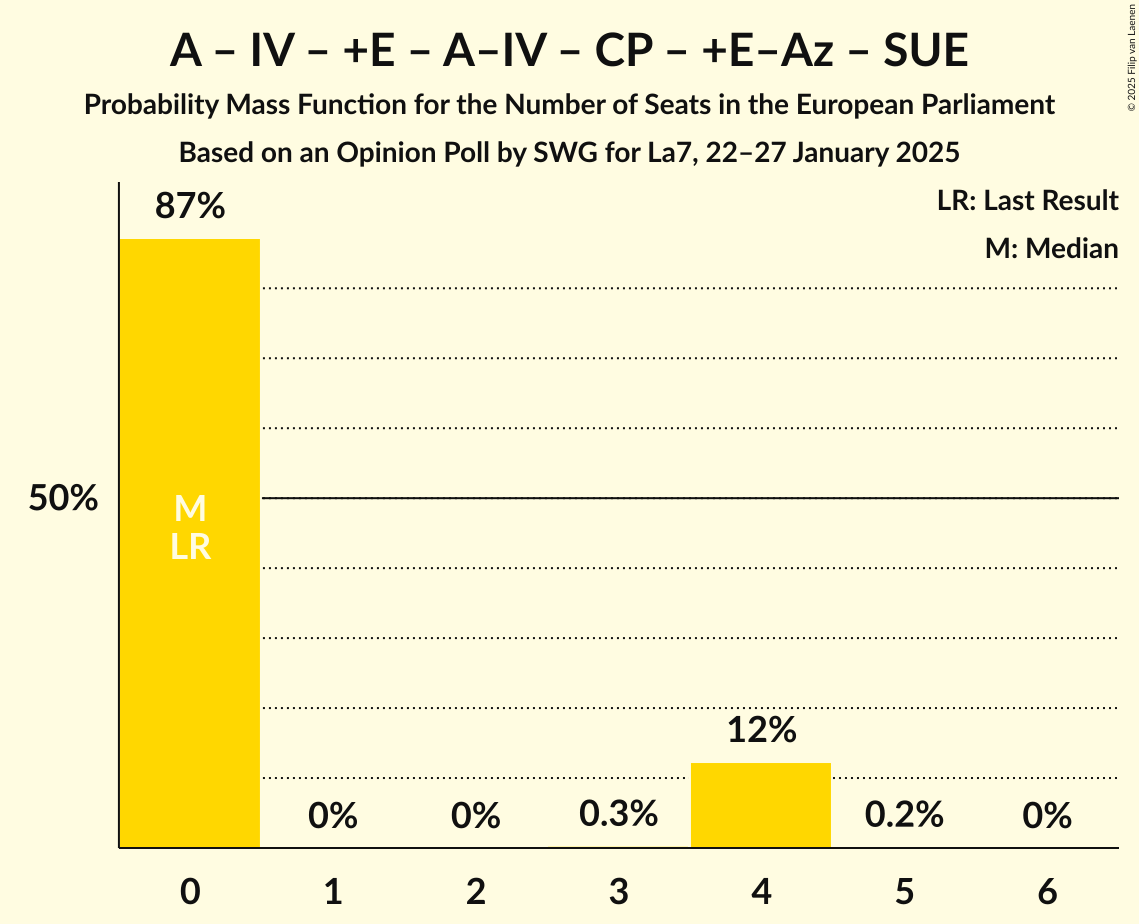 A – IV – +E – A–IV – CP – +E–Az – SUE
Probability Mass Function for the Number of Seats in the European Parliament
Based on an Opinion Poll by SWG for La7, 22–27 January 2025
© 2025 Filip van Laenen
LR: Last Result
M: Median
87%
50%
M
LR
12%
0%
0%
0.3%
0.2%
0%
0
1
2
3
4
5
6